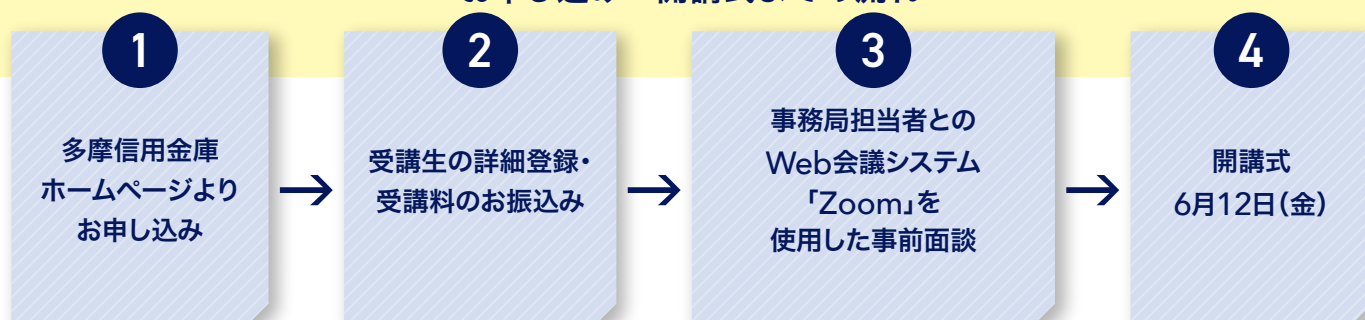 1
多摩信用金庫
ホームページより
お申し込み
2
受講生の詳細登録・
受講料のお振込み
3
事務局担当者との
Web会議システム
「Zoom」を
使用した事前面談
4
開講式
6月12日(金)